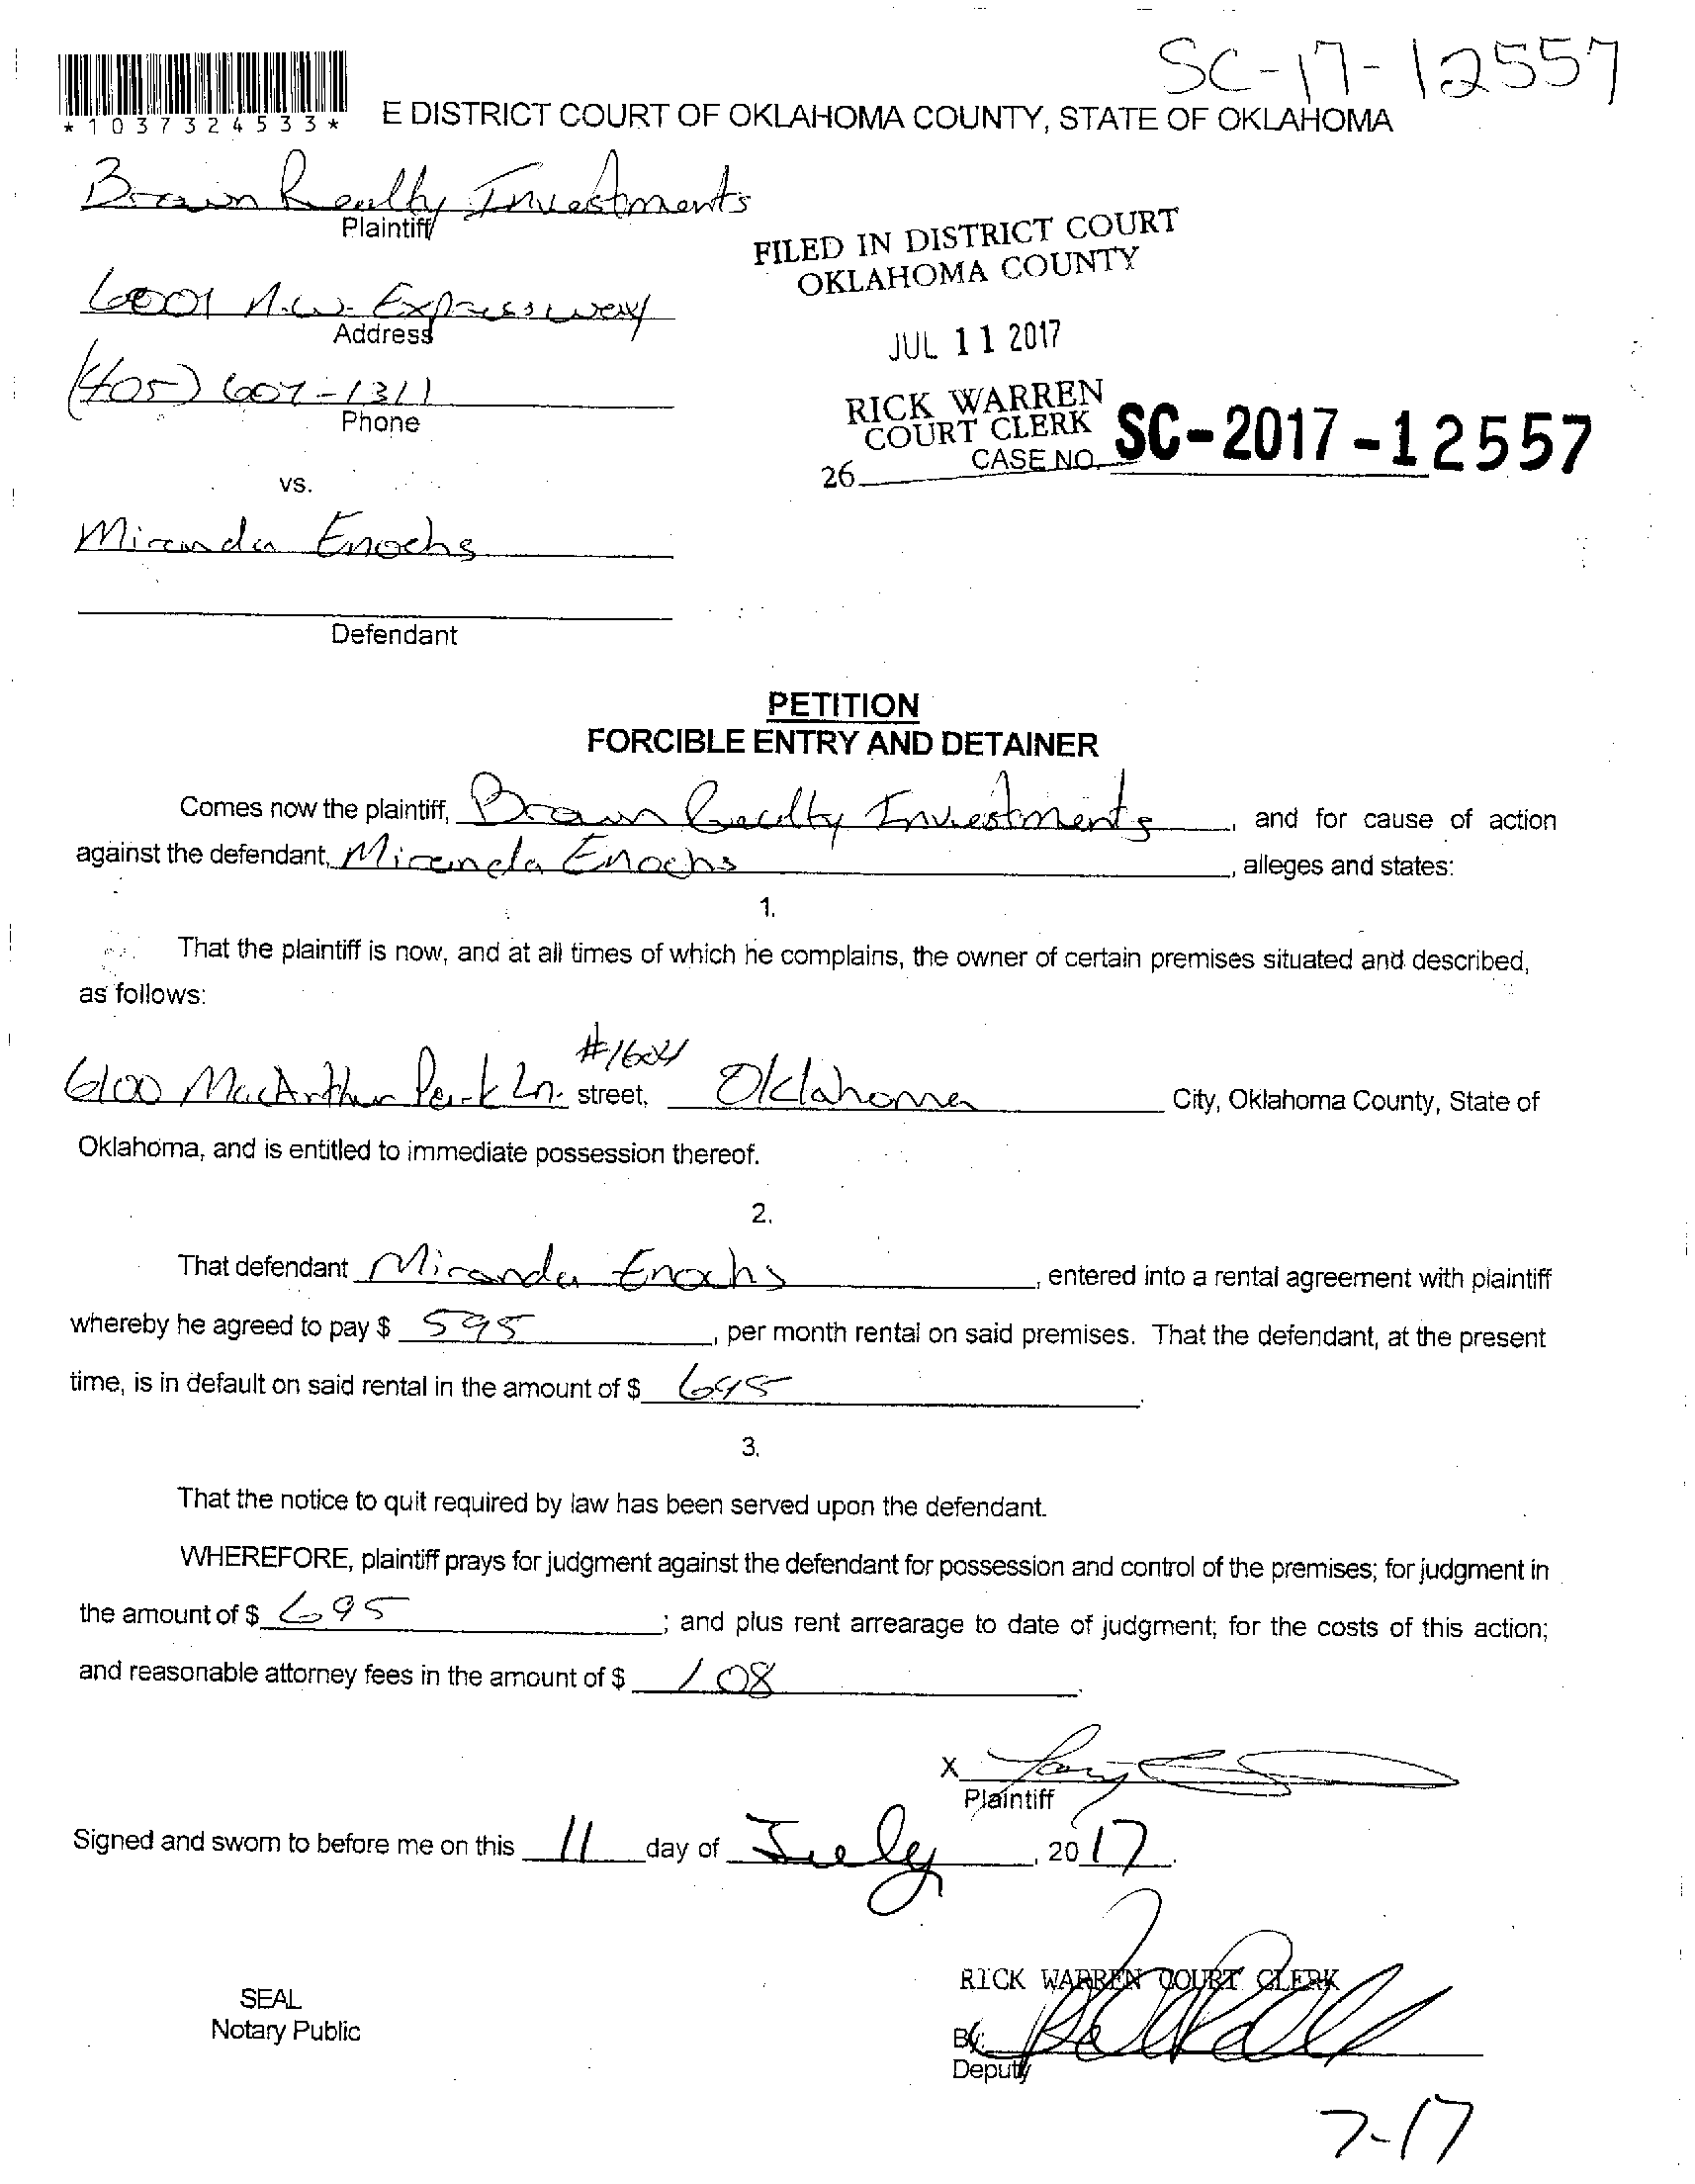 SC-17-12557
*1037324533*
E DISTRICT COURT OF OKLAHOMA COUNTY, STATE OF OKLAHOMA
Brawn Realty Investments
Plaintiff
FILED IN DISTRICT COURT
OKLAHOMA COUNTY
6001 N.W. Expressway
Address
JUL 11 2017
(405) 607-1311
Phone
RICK WARREN
COURT CLERK
26 CASE NO. SC-2017-12557
vs.
Miranda Enochs
Defendant
PETITION
FORCIBLE ENTRY AND DETAINER
Comes now the plaintiff, Brawn Realty Investments, and for cause of action
against the defendant, Miranda Enochs, alleges and states:
1.
That the plaintiff is now, and at all times of which he complains, the owner of certain premises situated and described,
as follows:
#1604
6100 MacArthur Park Ln. street, Oklahoma City, Oklahoma County, State of
Oklahoma, and is entitled to immediate possession thereof.
2.
That defendant Miranda Enochs, entered into a rental agreement with plaintiff
whereby he agreed to pay $ 595, per month rental on said premises. That the defendant, at the present
time, is in default on said rental in the amount of $ 695.
3.
That the notice to quit required by law has been served upon the defendant.
WHEREFORE, plaintiff prays for judgment against the defendant for possession and control of the premises; for judgment in
the amount of $ 695; and plus rent arrearage to date of judgment; for the costs of this action;
and reasonable attorney fees in the amount of $ 108.
X
Plaintiff
Signed and sworn to before me on this 11 day of July, 2017.
RICK WARREN COURT CLERK
SEAL
Notary Public
By:
Deputy
7-17